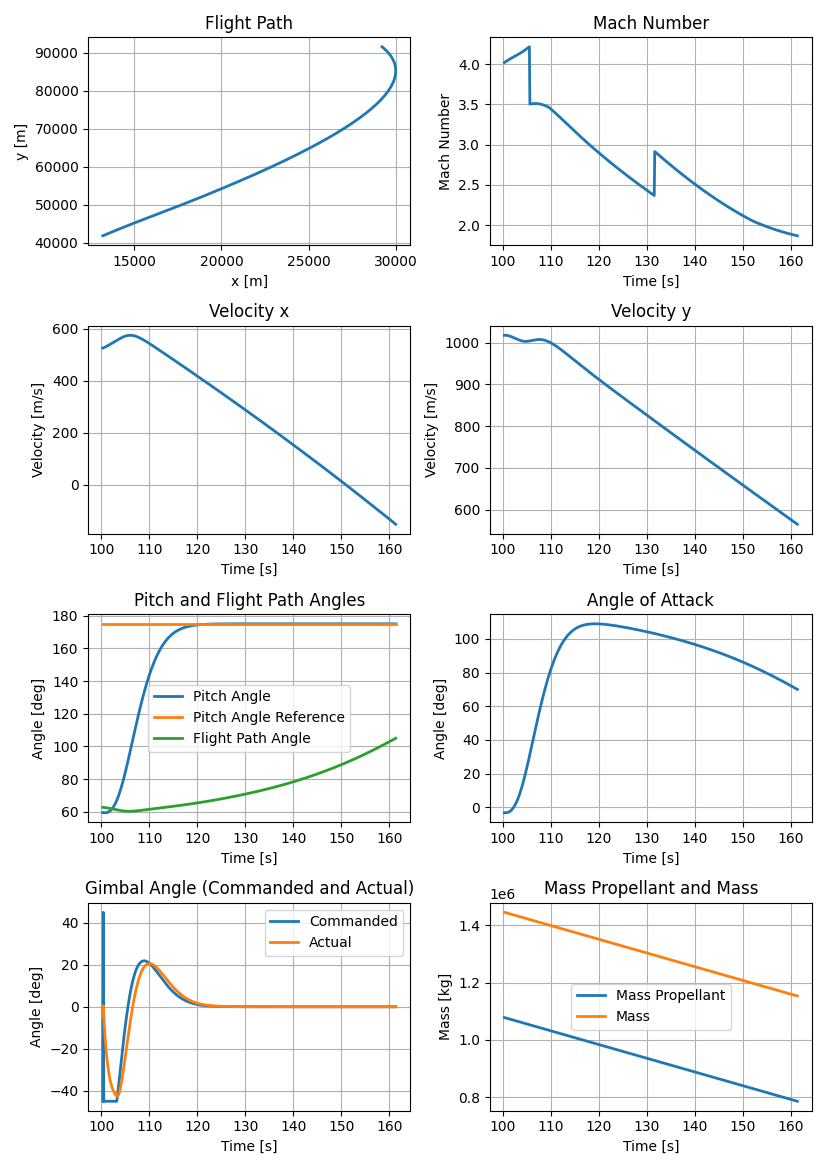 Flight Path
90000
80000
70000
60000
50000
40000
y [m]
15000 20000 25000 30000
x [m]
Mach Number
4.0
3.5
3.0
2.5
2.0
Mach Number
100 110 120 130 140 150 160
Time [s]
Velocity x
600
400
200
0
Velocity [m/s]
100 110 120 130 140 150 160
Time [s]
Velocity y
1000
900
800
700
600
Velocity [m/s]
100 110 120 130 140 150 160
Time [s]
Pitch and Flight Path Angles
180
160
140
120
100
80
60
Angle [deg]
Pitch Angle
Pitch Angle Reference
Flight Path Angle
100 110 120 130 140 150 160
Time [s]
Angle of Attack
100
80
60
40
20
0
Angle [deg]
100 110 120 130 140 150 160
Time [s]
Gimbal Angle (Commanded and Actual)
40
20
0
−20
−40
Angle [deg]
Commanded
Actual
100 110 120 130 140 150 160
Time [s]
Mass Propellant and Mass
1e6
1.4
1.2
1.0
0.8
Mass [kg]
Mass Propellant
Mass
100 110 120 130 140 150 160
Time [s]